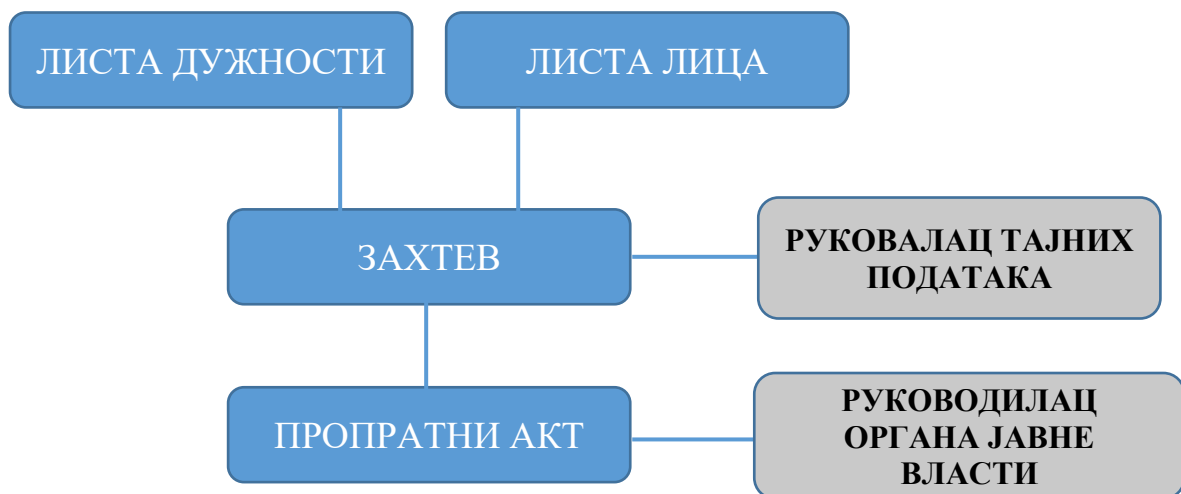 ЛИСТА ДУЖНОСТИ
ЛИСТА ЛИЦА
ЗАХТЕВ
РУКОВАЛАЦ ТАЈНИХ
ПОДАТАКА
ПРОПРАТНИ АКТ
РУКОВОДИЛАЦ
ОРГАНА ЈАВНЕ
ВЛАСТИ